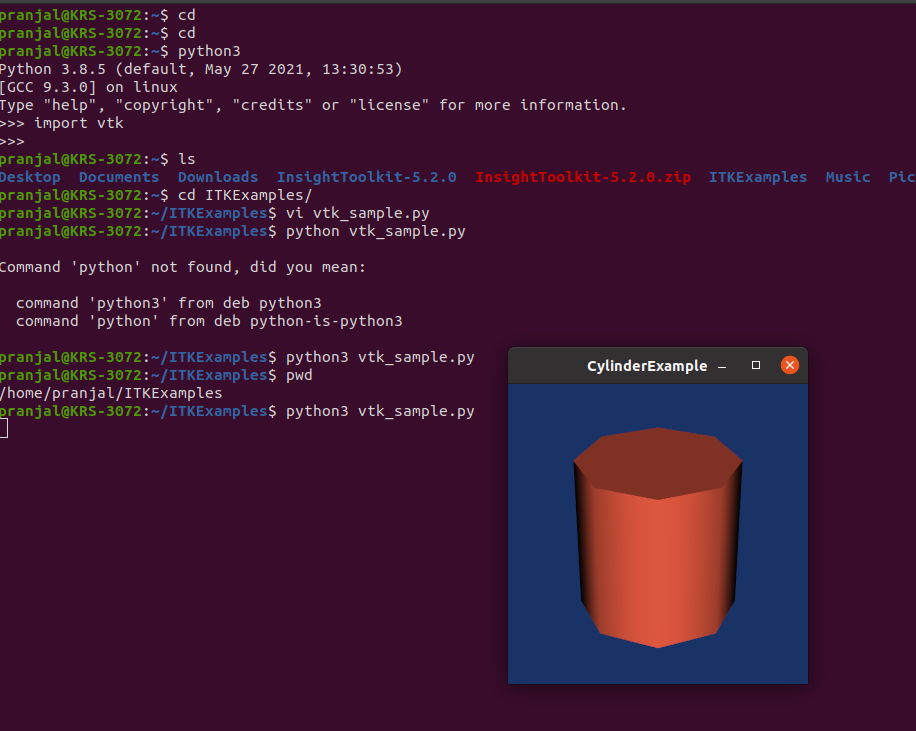 pranjal@KRS-3072:~$ cd
pranjal@KRS-3072:~$ cd
pranjal@KRS-3072:~$ python3
Python 3.8.5 (default, May 27 2021, 13:30:53)
[GCC 9.3.0] on linux
Type "help", "copyright", "credits" or "license" for more information.
>>> import vtk
>>>
pranjal@KRS-3072:~$ ls
Desktop  Documents  Downloads  InsightToolkit-5.2.0  InsightToolkit-5.2.0.zip  ITKExamples  Music  Pic
pranjal@KRS-3072:~$ cd ITKExamples/
pranjal@KRS-3072:~/ITKExamples$ vi vtk_sample.py
pranjal@KRS-3072:~/ITKExamples$ python vtk_sample.py
Command 'python' not found, did you mean:
  command 'python3' from deb python3
  command 'python' from deb python-is-python3
pranjal@KRS-3072:~/ITKExamples$ python3 vtk_sample.py
pranjal@KRS-3072:~/ITKExamples$ pwd
/home/pranjal/ITKExamples
pranjal@KRS-3072:~/ITKExamples$ python3 vtk_sample.py
CylinderExample